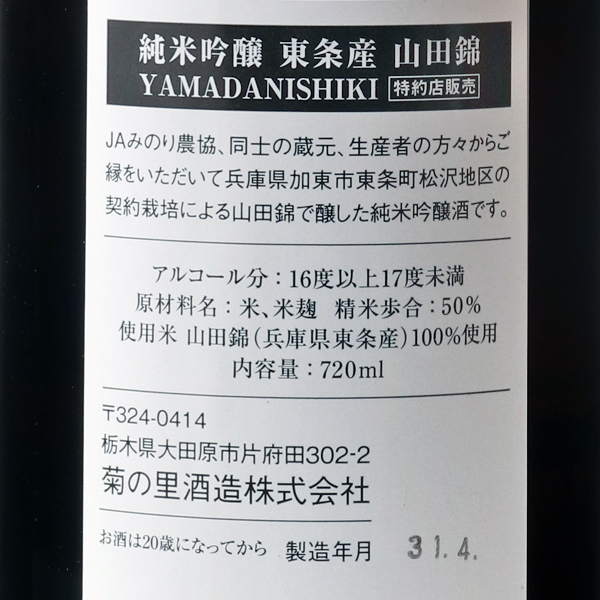 純米吟醸 東条産 山田錦
YAMADANISHIKI 特約店販売
JAみのり農協、同士の蔵元、生産者の方々からご
縁をいただいて兵庫県加東市東条町松沢地区の
契約栽培による山田錦で醸した純米吟醸酒です。
アルコール分：16度以上17度未満
原材料名：米、米麹 精米歩合：50％
使用米 山田錦（兵庫県東条産）100％使用
内容量：720ml
〒324-0414
栃木県大田原市片府田302-2
菊の里酒造株式会社
お酒は20歳になってから 製造年月 31.4.